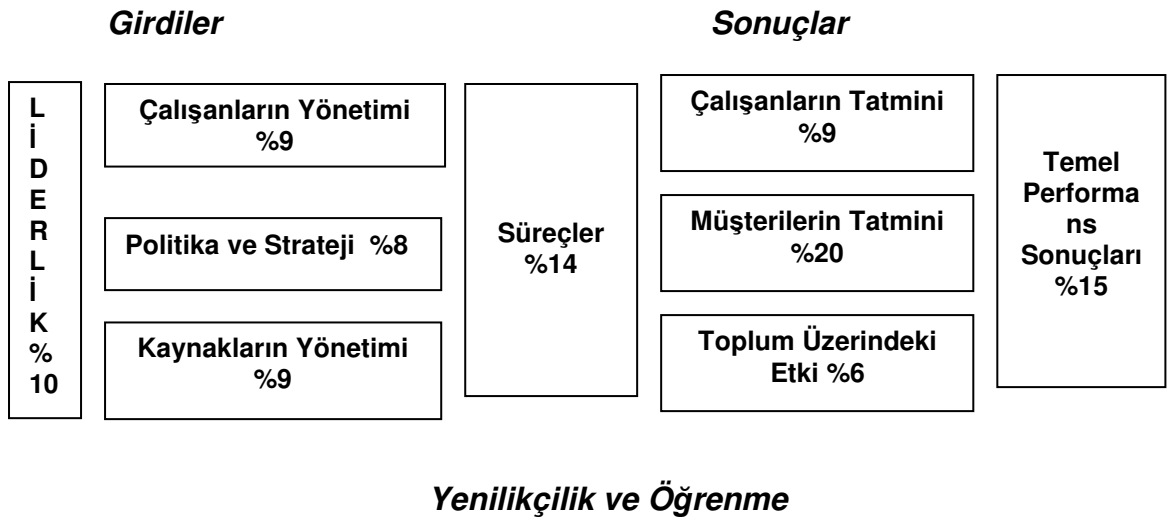 Girdiler
Sonuçlar
L
İ
D
E
R
L
İ
K
%
10
Çalışanların Yönetimi
%9
Politika ve Strateji %8
Kaynakların Yönetimi
%9
Süreçler
%14
Çalışanların Tatmini
%9
Müşterilerin Tatmini
%20
Toplum Üzerindeki
Etki %6
Temel
Performa
ns
Sonuçları
%15
Yenilikçilik ve Öğrenme